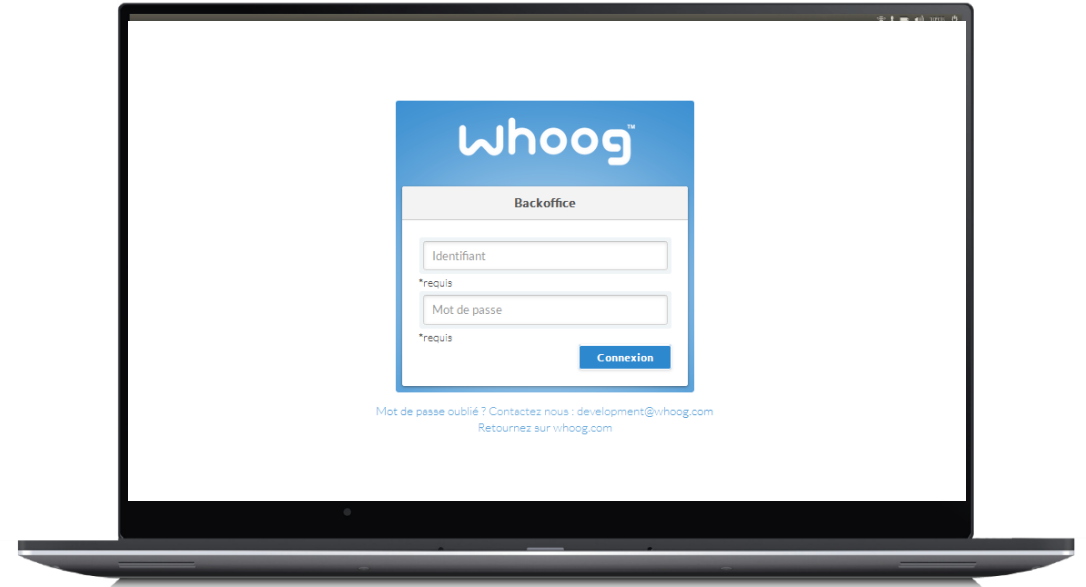 whoog™
Backoffice
Identifiant
*requis
Mot de passe
*requis
Connexion
Mot de passe oublié ? Contactez nous : development@whoog.com
Retournez sur whoog.com